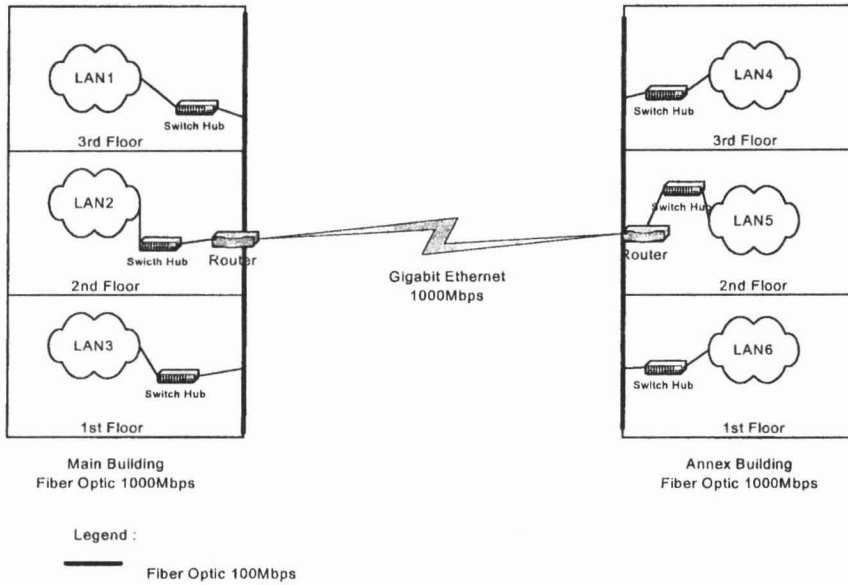 LAN1
Switch Hub
3rd Floor
LAN2
Swicth Hub
Router
2nd Floor
LAN3
Switch Hub
1st Floor
Main Building
Fiber Optic 1000Mbps
Gigabit Ethernet
1000Mbps
LAN4
Switch Hub
3rd Floor
Switch Hub
LAN5
Router
2nd Floor
LAN6
Switch Hub
1st Floor
Annex Building
Fiber Optic 1000Mbps
Legend :
Fiber Optic 100Mbps